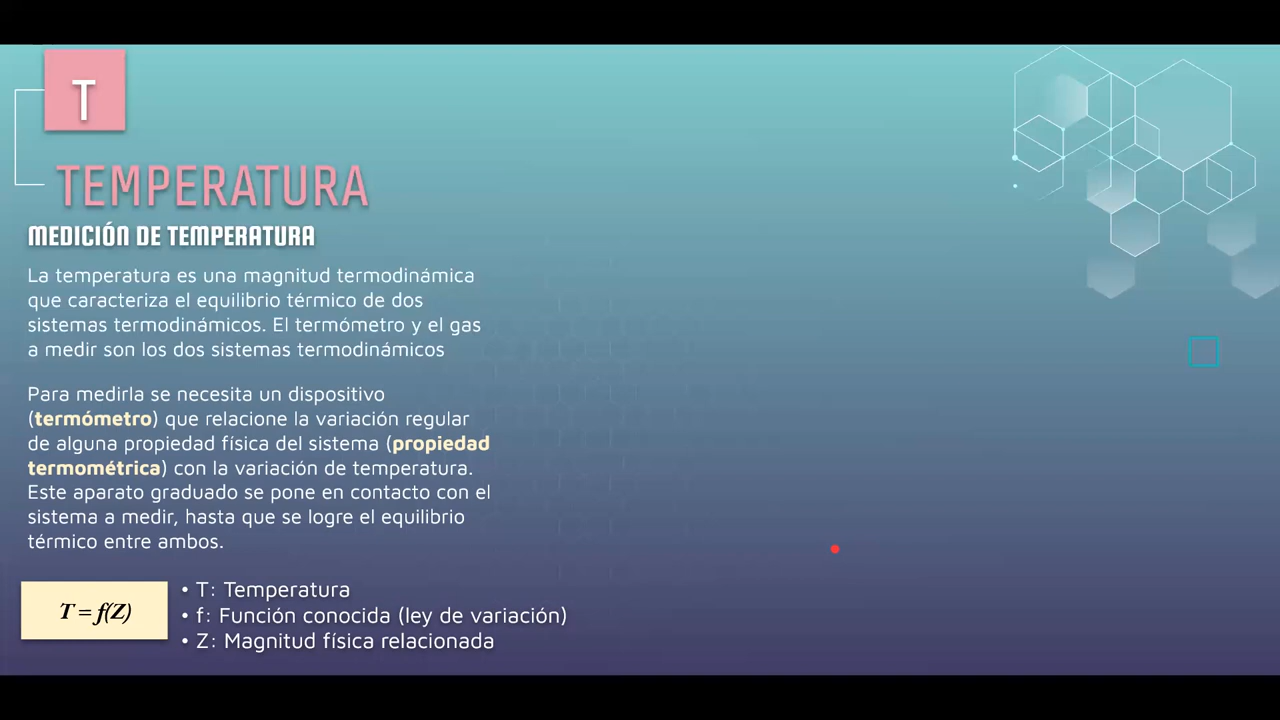 T
TEMPERATURA
MEDICIÓN DE TEMPERATURA
La temperatura es una magnitud termodinámica
que caracteriza el equilibrio térmico de dos
sistemas termodinámicos. El termómetro y el gas
a medir son los dos sistemas termodinámicos
Para medirla se necesita un dispositivo
(termómetro) que relacione la variación regular
de alguna propiedad física del sistema (propiedad
termométrica) con la variación de temperatura.
Este aparato graduado se pone en contacto con el
sistema a medir, hasta que se logre el equilibrio
térmico entre ambos.
T = f(Z)
• T: Temperatura
• f: Función conocida (ley de variación)
• Z: Magnitud física relacionada